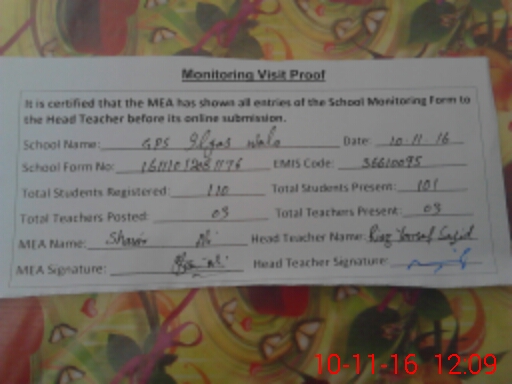 Monitoring Visit Proof
It is certified that the MEA has shown all entries of the School Monitoring Form to
the Head Teacher before its online submission.
School Name: GPS Wala Date: 10-11-16
School Form No: EMIS Code: 36610095
Total Students Registered: 110 Total Students Present: 101
Total Teachers Posted: 03 Total Teachers Present: 03
MEA Name: Ali Head Teacher Name: Sajid
MEA Signature: Head Teacher Signature:
10-11-16 12:09